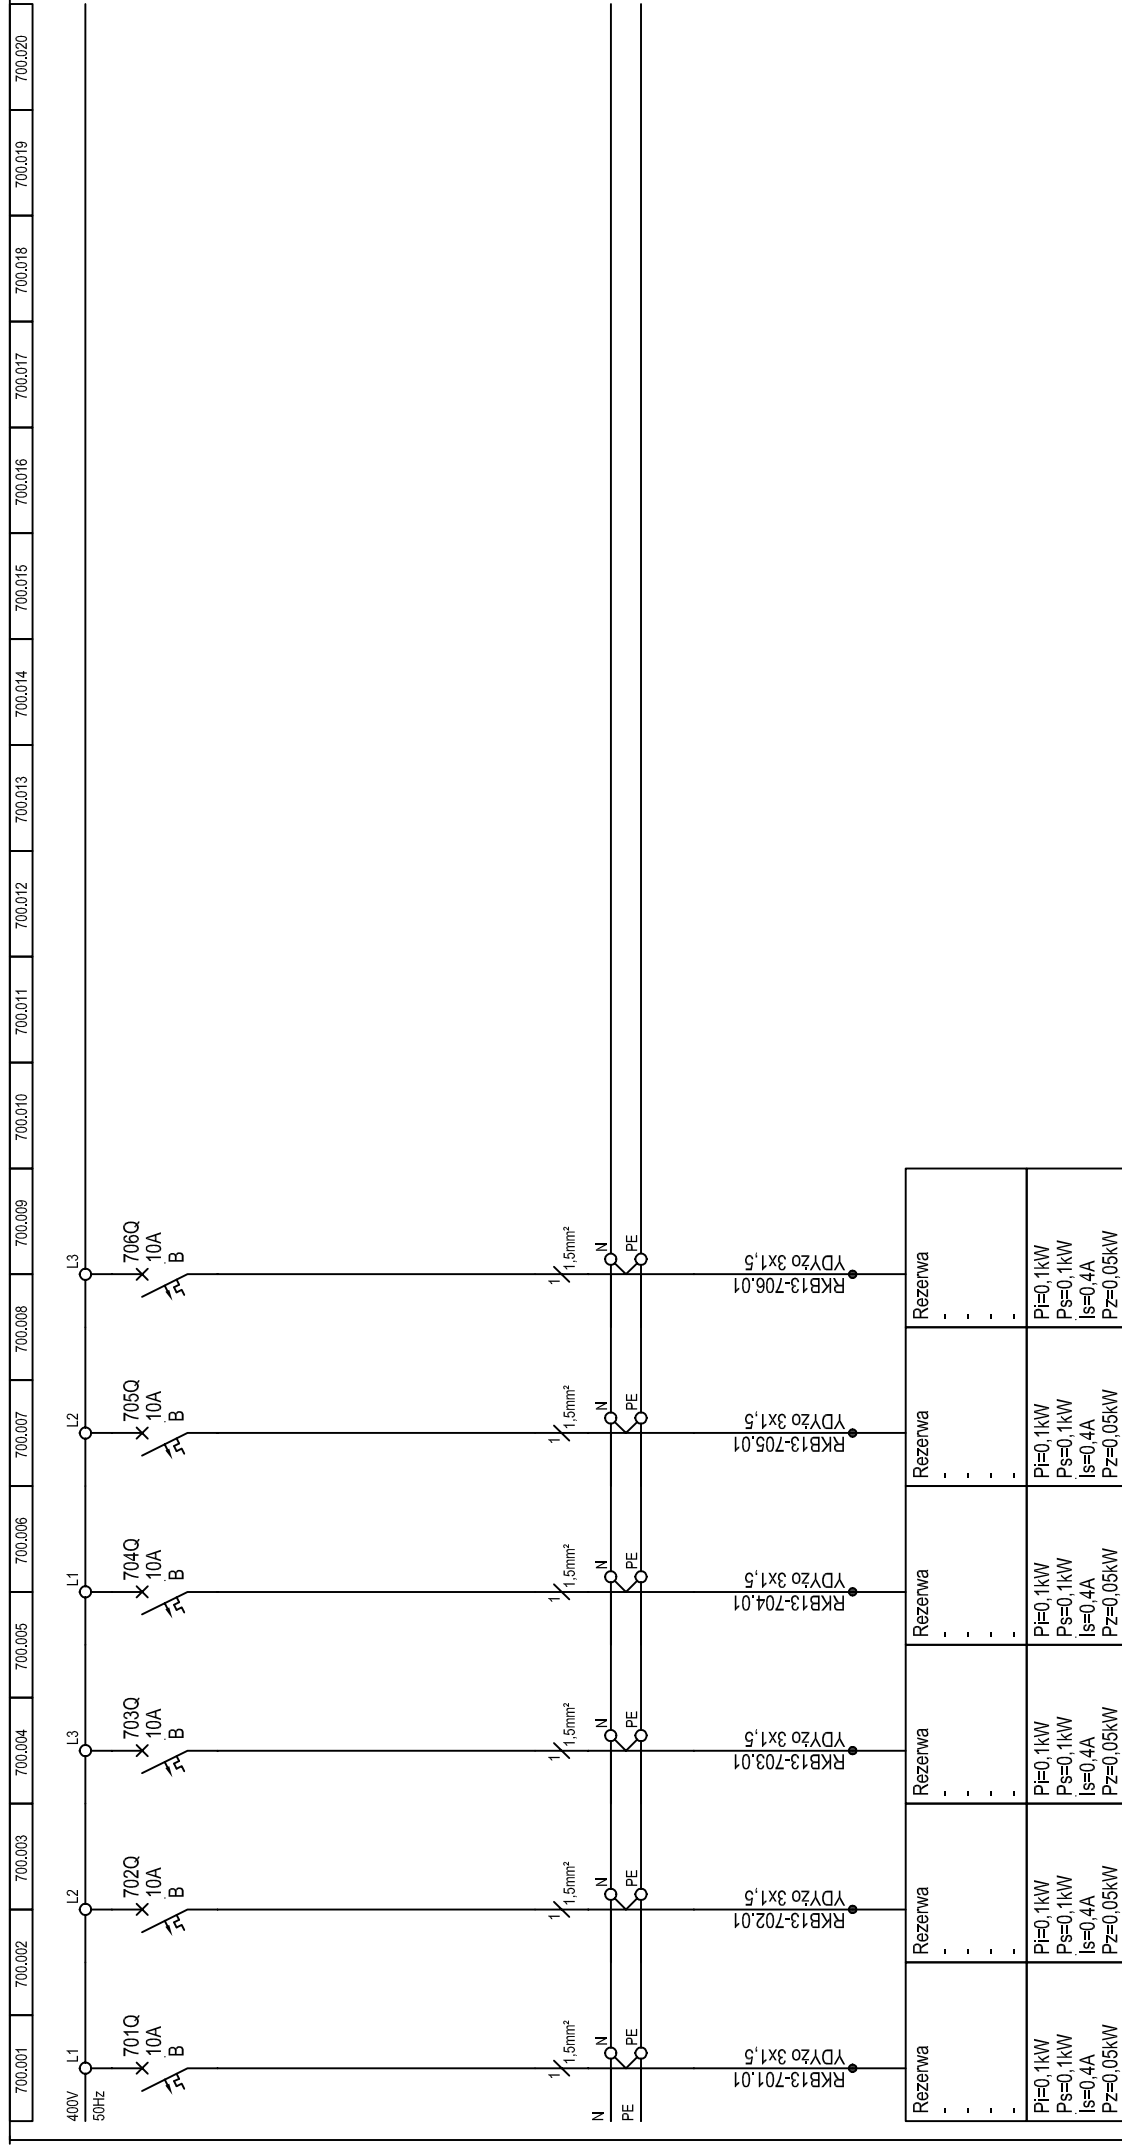 700.001
700.002
700.003
700.004
700.005
700.006
700.007
700.008
700.009
700.010
700.011
700.012
700.013
700.014
700.015
700.016
700.017
700.018
700.019
700.020
400V
50Hz
L1
701Q
10A
B
L2
702Q
10A
B
L3
703Q
10A
B
L1
704Q
10A
B
L2
705Q
10A
B
L3
706Q
10A
B
1
1,5mm²
1
1,5mm²
1
1,5mm²
1
1,5mm²
1
1,5mm²
1
1,5mm²
N
PE
N
PE
N
PE
N
PE
N
PE
N
PE
N
PE
RKB13-701.01
YDYżo 3x1,5
RKB13-702.01
YDYżo 3x1,5
RKB13-703.01
YDYżo 3x1,5
RKB13-704.01
YDYżo 3x1,5
RKB13-705.01
YDYżo 3x1,5
RKB13-706.01
YDYżo 3x1,5
Rezerwa
-
-
-
-
Pi=0,1kW
Ps=0,1kW
Is=0,4A
Pz=0,05kW
Rezerwa
-
-
-
-
Pi=0,1kW
Ps=0,1kW
Is=0,4A
Pz=0,05kW
Rezerwa
-
-
-
-
Pi=0,1kW
Ps=0,1kW
Is=0,4A
Pz=0,05kW
Rezerwa
-
-
-
-
Pi=0,1kW
Ps=0,1kW
Is=0,4A
Pz=0,05kW
Rezerwa
-
-
-
-
Pi=0,1kW
Ps=0,1kW
Is=0,4A
Pz=0,05kW
Rezerwa
-
-
-
-
Pi=0,1kW
Ps=0,1kW
Is=0,4A
Pz=0,05kW